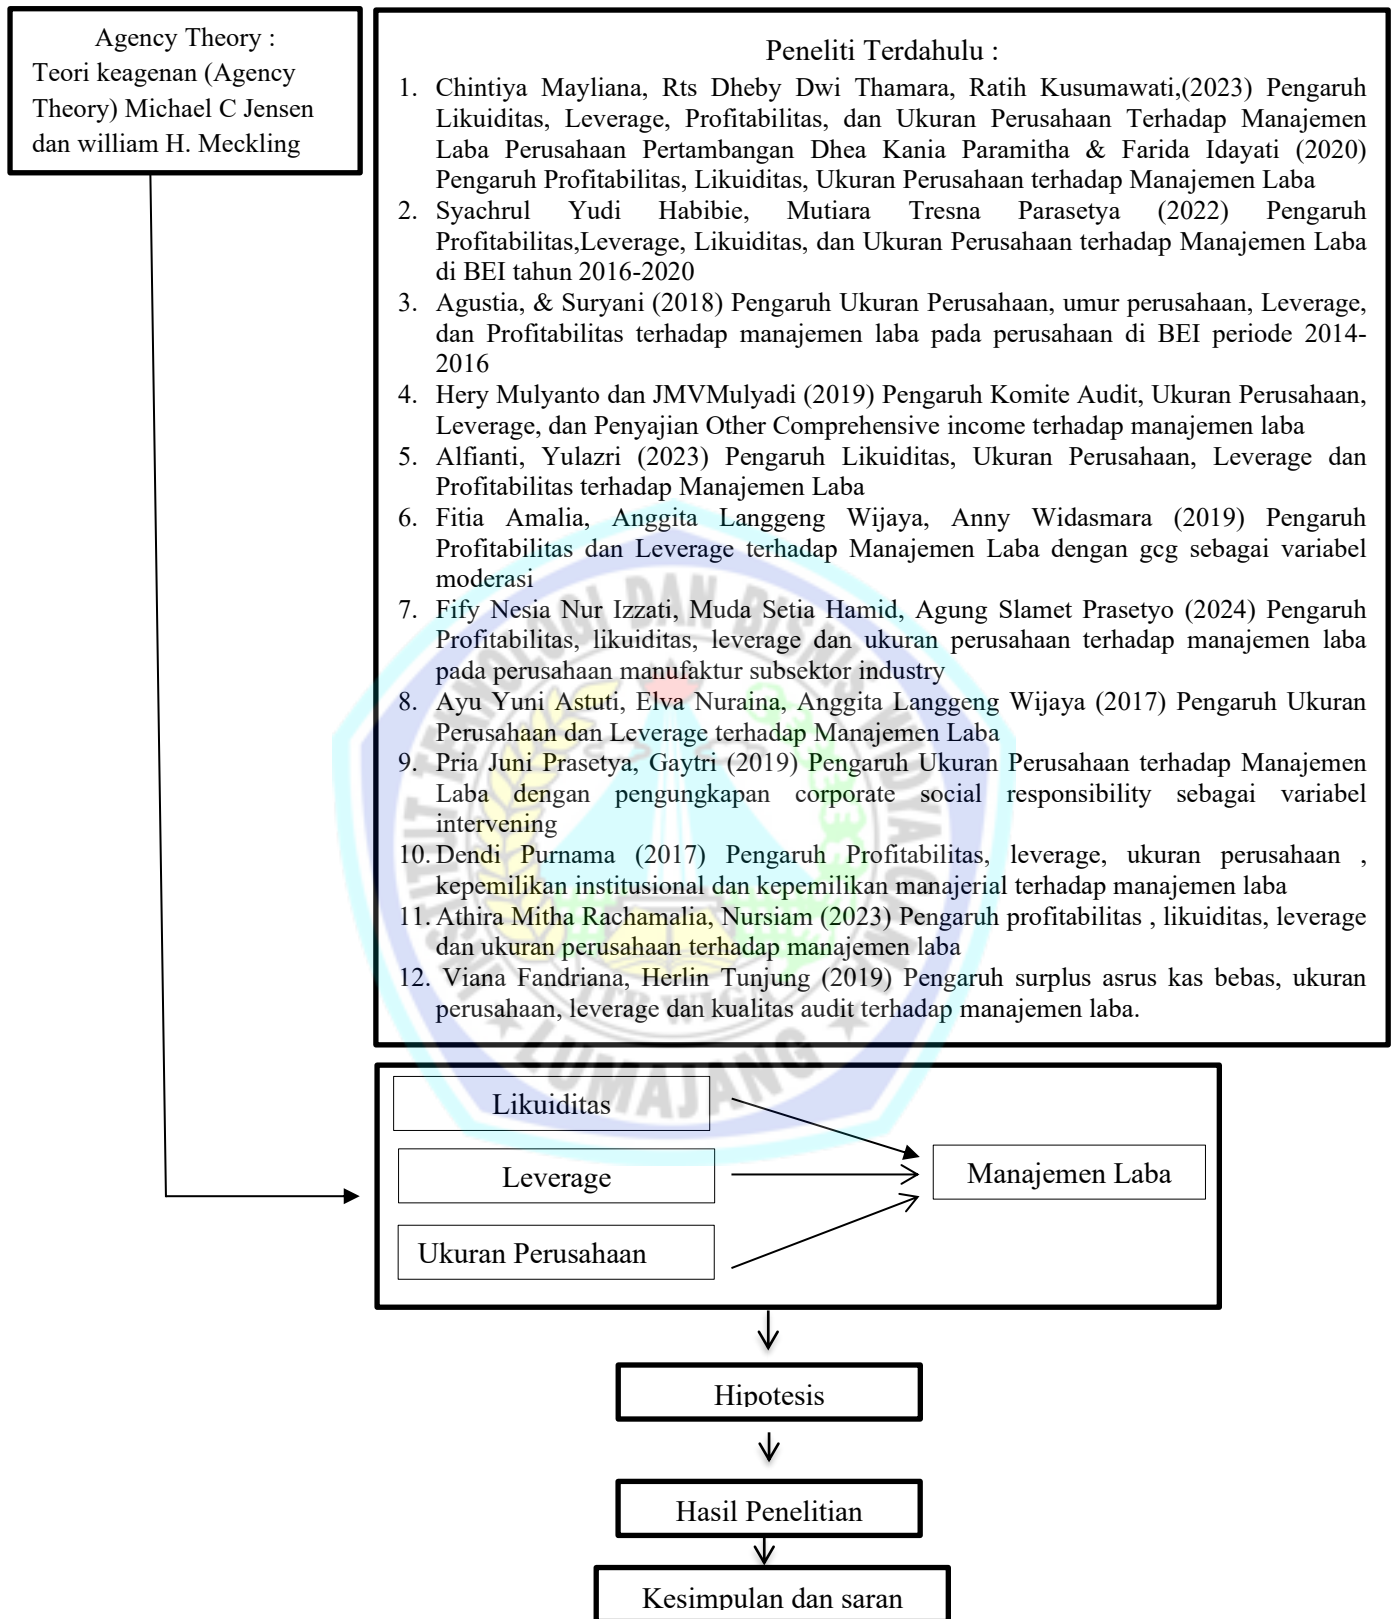 Agency Theory :
Teori keagenan (Agency
Theory) Michael C Jensen
dan william H. Meckling
Peneliti Terdahulu :
1. Chintiya Mayliana, Rts Dheby Dwi Thamara, Ratih Kusumawati,(2023) Pengaruh
Likuiditas, Leverage, Profitabilitas, dan Ukuran Perusahaan Terhadap Manajemen
Laba Perusahaan Pertambangan Dhea Kania Paramitha & Farida Idayati (2020)
Pengaruh Profitabilitas, Likuiditas, Ukuran Perusahaan terhadap Manajemen Laba
2. Syachrul Yudi Habibie, Mutiara Tresna Parasetya (2022) Pengaruh
Profitabilitas,Leverage, Likuiditas, dan Ukuran Perusahaan terhadap Manajemen Laba
di BEI tahun 2016-2020
3. Agustia, & Suryani (2018) Pengaruh Ukuran Perusahaan, umur perusahaan, Leverage,
dan Profitabilitas terhadap manajemen laba pada perusahaan di BEI periode 2014-
2016
4. Hery Mulyanto dan JMVMulyadi (2019) Pengaruh Komite Audit, Ukuran Perusahaan,
Leverage, dan Penyajian Other Comprehensive income terhadap manajemen laba
5. Alfianti, Yulazri (2023) Pengaruh Likuiditas, Ukuran Perusahaan, Leverage dan
Profitabilitas terhadap Manajemen Laba
6. Fitia Amalia, Anggita Langgeng Wijaya, Anny Widasmara (2019) Pengaruh
Profitabilitas dan Leverage terhadap Manajemen Laba dengan gcg sebagai variabel
moderasi
7. Fify Nesia Nur Izzati, Muda Setia Hamid, Agung Slamet Prasetyo (2024) Pengaruh
Profitabilitas, likuiditas, leverage dan ukuran perusahaan terhadap manajemen laba
pada perusahaan manufaktur subsektor industry
8. Ayu Yuni Astuti, Elva Nuraina, Anggita Langgeng Wijaya (2017) Pengaruh Ukuran
Perusahaan dan Leverage terhadap Manajemen Laba
9. Pria Juni Prasetya, Gaytri (2019) Pengaruh Ukuran Perusahaan terhadap Manajemen
Laba dengan pengungkapan corporate social responsibility sebagai variabel
intervening
10. Dendi Purnama (2017) Pengaruh Profitabilitas, leverage, ukuran perusahaan ,
kepemilikan institusional dan kepemilikan manajerial terhadap manajemen laba
11. Athira Mitha Rachamalia, Nursiam (2023) Pengaruh profitabilitas , likuiditas, leverage
dan ukuran perusahaan terhadap manajemen laba
12. Viana Fandriana, Herlin Tunjung (2019) Pengaruh surplus asrus kas bebas, ukuran
perusahaan, leverage dan kualitas audit terhadap manajemen laba.
INSTITUT TEKNOLOGI DAN BISNIS WIDYA GAMA
ITB WIGA
LUMAJANG
Likuiditas
Leverage
Ukuran Perusahaan
Manajemen Laba
Hipotesis
Hasil Penelitian
Kesimpulan dan saran